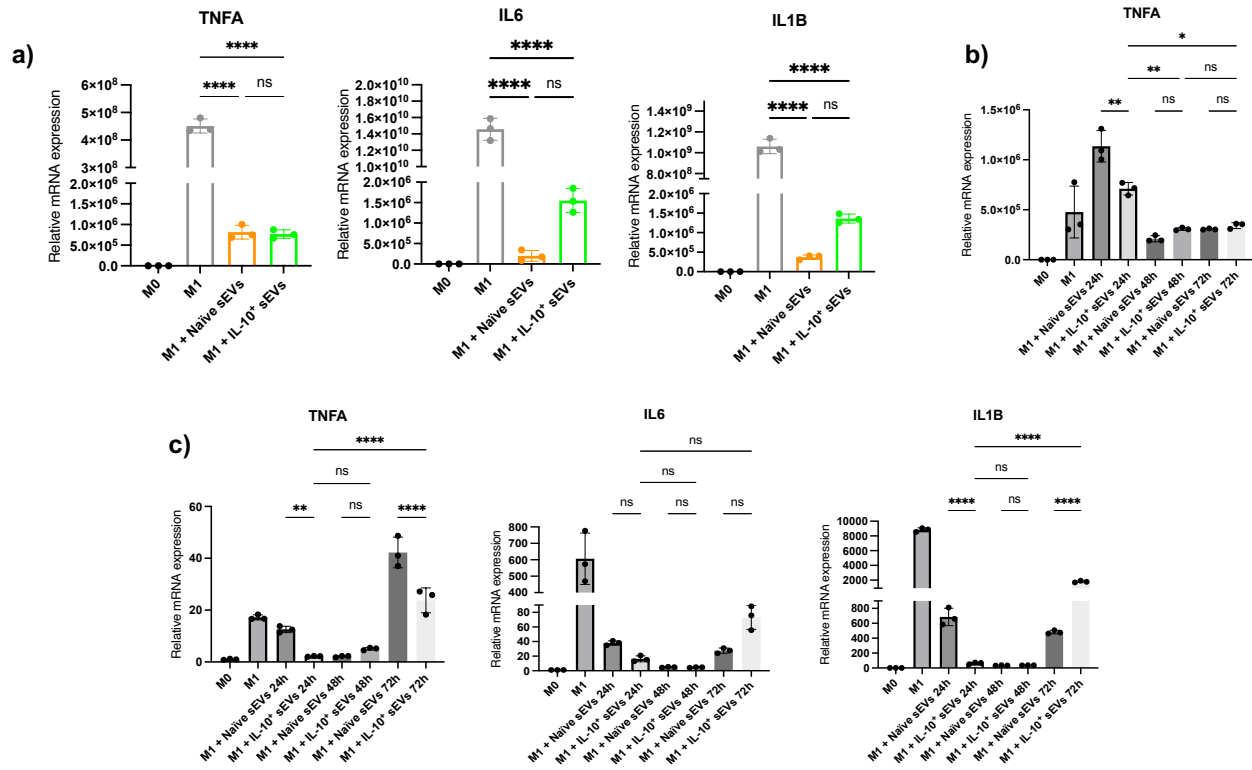 a)
TNFA
****
****
ns
Relative mRNA expression
6×10⁸
5×10⁸
4×10⁸
3×10⁸
2.0×10⁶
1.5×10⁶
1.0×10⁶
5.0×10⁵
0.0
M0
M1
M1 + Naïve sEVs
M1 + IL-10⁺ sEVs
IL6
****
****
ns
Relative mRNA expression
2.0×10¹⁰
1.8×10¹⁰
1.6×10¹⁰
1.4×10¹⁰
1.2×10¹⁰
1.0×10¹⁰
2.0×10⁶
1.5×10⁶
1.0×10⁶
5.0×10⁵
0.0
M0
M1
M1 + Naïve sEVs
M1 + IL-10⁺ sEVs
IL1B
****
****
ns
Relative mRNA expression
1.2×10⁹
1.1×10⁹
1.0×10⁹
9.0×10⁸
8.0×10⁸
2.0×10⁶
1.5×10⁶
1.0×10⁶
5.0×10⁵
0.0
M0
M1
M1 + Naïve sEVs
M1 + IL-10⁺ sEVs
b)
TNFA
*
**
ns
**
ns
ns
Relative mRNA expression
1.5×10⁶
1.0×10⁶
5.0×10⁵
0.0
M0
M1
M1 + Naïve sEVs 24h
M1 + IL-10⁺ sEVs 24h
M1 + Naïve sEVs 48h
M1 + IL-10⁺ sEVs 48h
M1 + Naïve sEVs 72h
M1 + IL-10⁺ sEVs 72h
c)
TNFA
****
ns
**
ns
****
Relative mRNA expression
60
40
20
0
M0
M1
M1 + Naïve sEVs 24h
M1 + IL-10⁺ sEVs 24h
M1 + Naïve sEVs 48h
M1 + IL-10⁺ sEVs 48h
M1 + Naïve sEVs 72h
M1 + IL-10⁺ sEVs 72h
IL6
ns
ns
ns
ns
ns
Relative mRNA expression
800
700
600
500
80
60
40
20
0
M0
M1
M1 + Naïve sEVs 24h
M1 + IL-10⁺ sEVs 24h
M1 + Naïve sEVs 48h
M1 + IL-10⁺ sEVs 48h
M1 + Naïve sEVs 72h
M1 + IL-10⁺ sEVs 72h
IL1B
****
ns
****
ns
****
Relative mRNA expression
10000
8000
6000
4000
2000
800
600
400
200
0
M0
M1
M1 + Naïve sEVs 24h
M1 + IL-10⁺ sEVs 24h
M1 + Naïve sEVs 48h
M1 + IL-10⁺ sEVs 48h
M1 + Naïve sEVs 72h
M1 + IL-10⁺ sEVs 72h